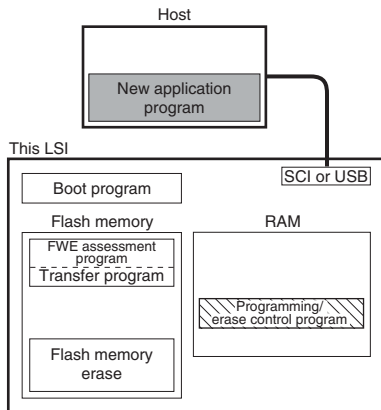 Host
New application
program
This LSI
SCI or USB
Boot program
Flash memory
RAM
FWE assessment
program
Transfer program
Programming/
erase control program
Flash memory
erase